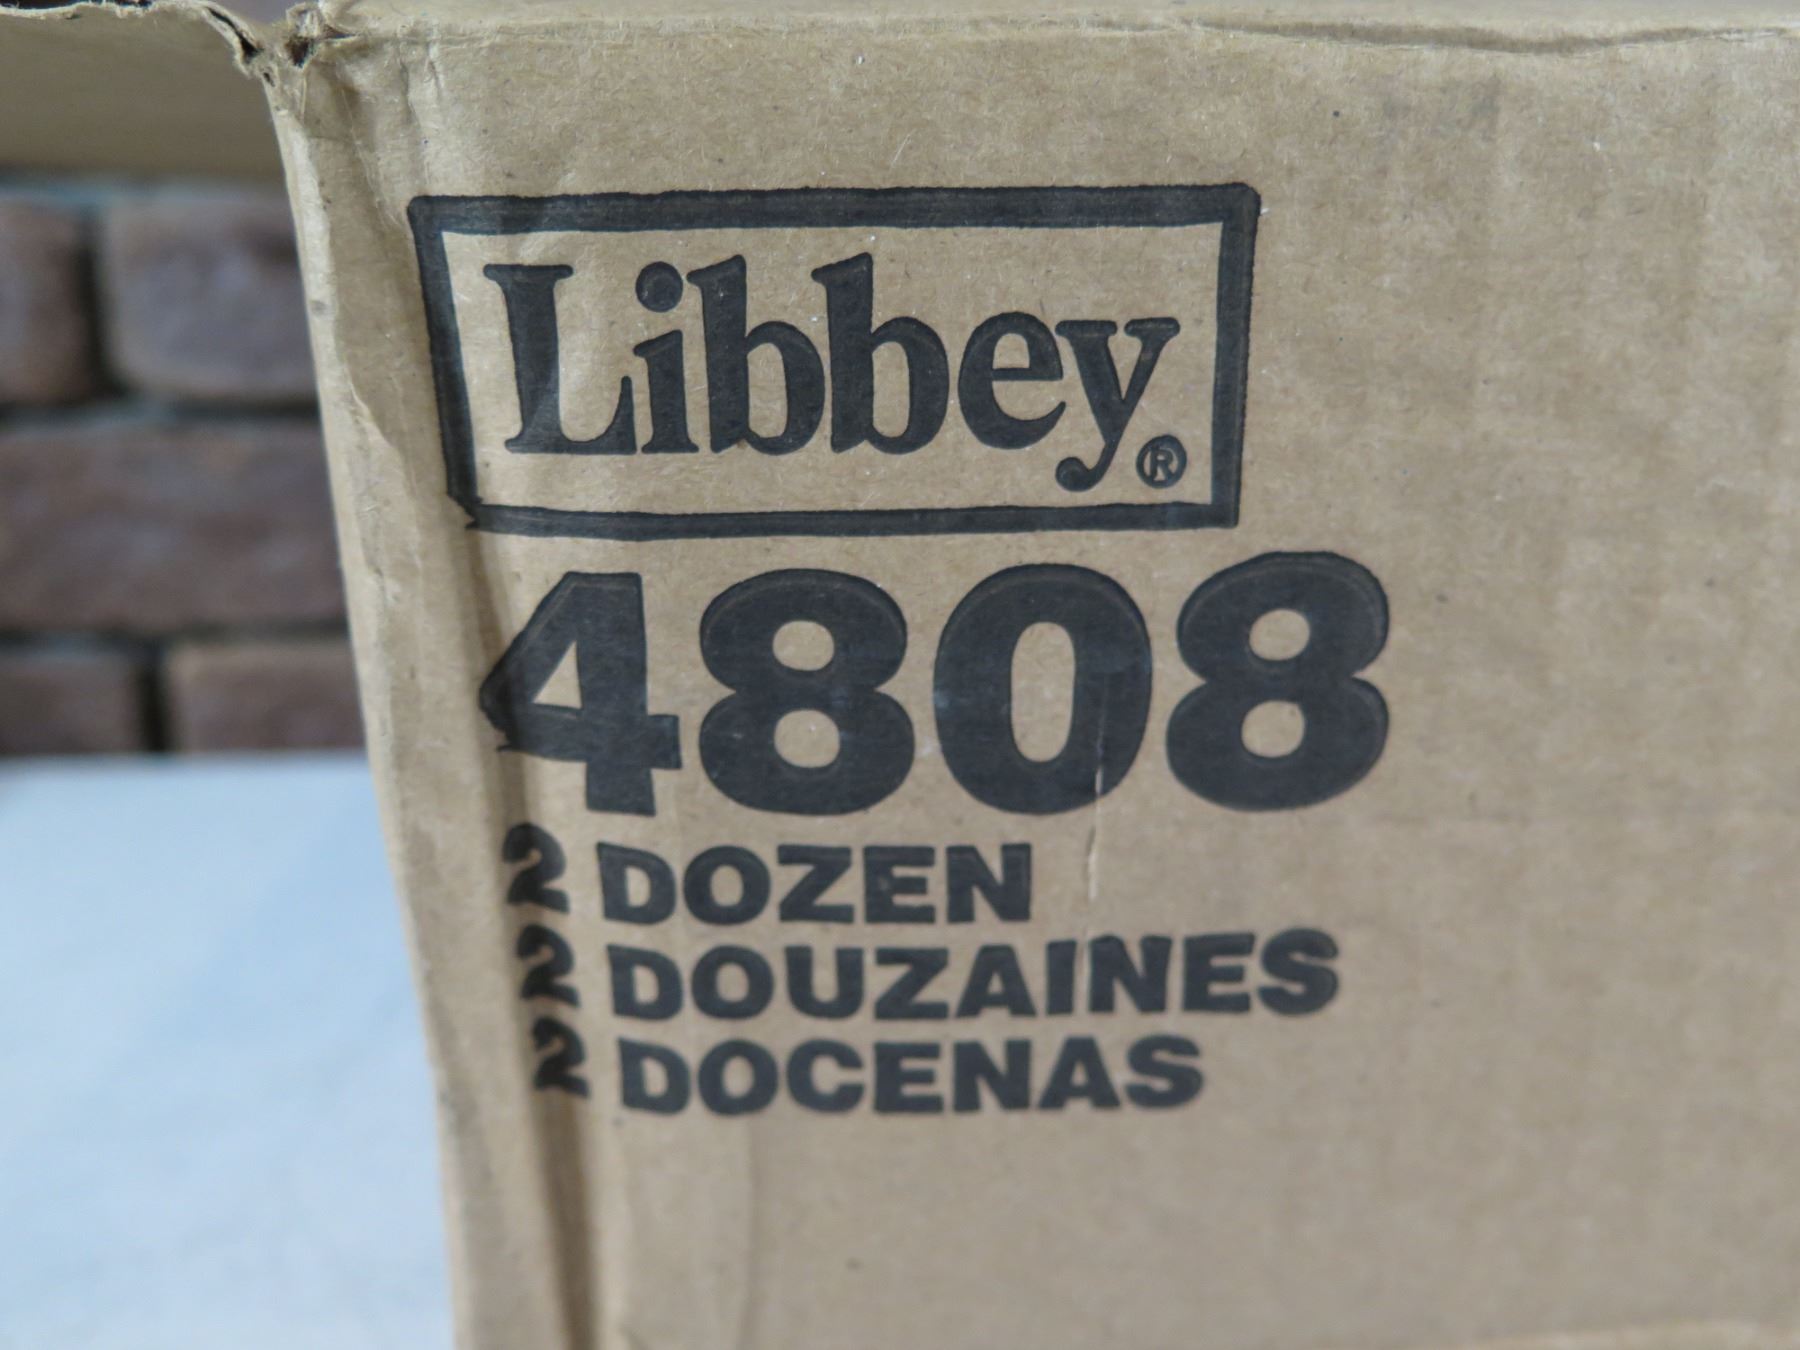 Libbey®
4808
2 DOZEN
2 DOUZAINES
2 DOCENAS